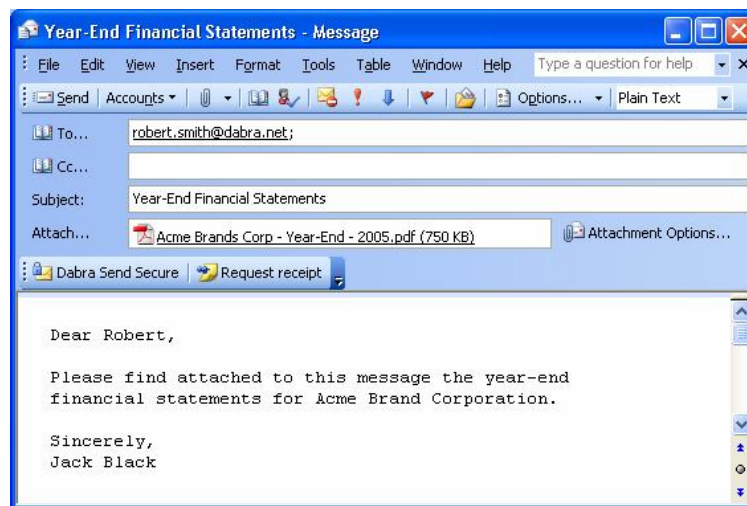 Year-End Financial Statements - Message
File Edit View Insert Format Tools Table Window Help Type a question for help
Send Accounts Options... Plain Text
To... robert.smith@dabra.net;
Cc...
Subject: Year-End Financial Statements
Attach... Acme Brands Corp - Year-End - 2005.pdf (750 KB) Attachment Options...
Dabra Send Secure Request receipt
Dear Robert,
Please find attached to this message the year-end
financial statements for Acme Brand Corporation.
Sincerely,
Jack Black